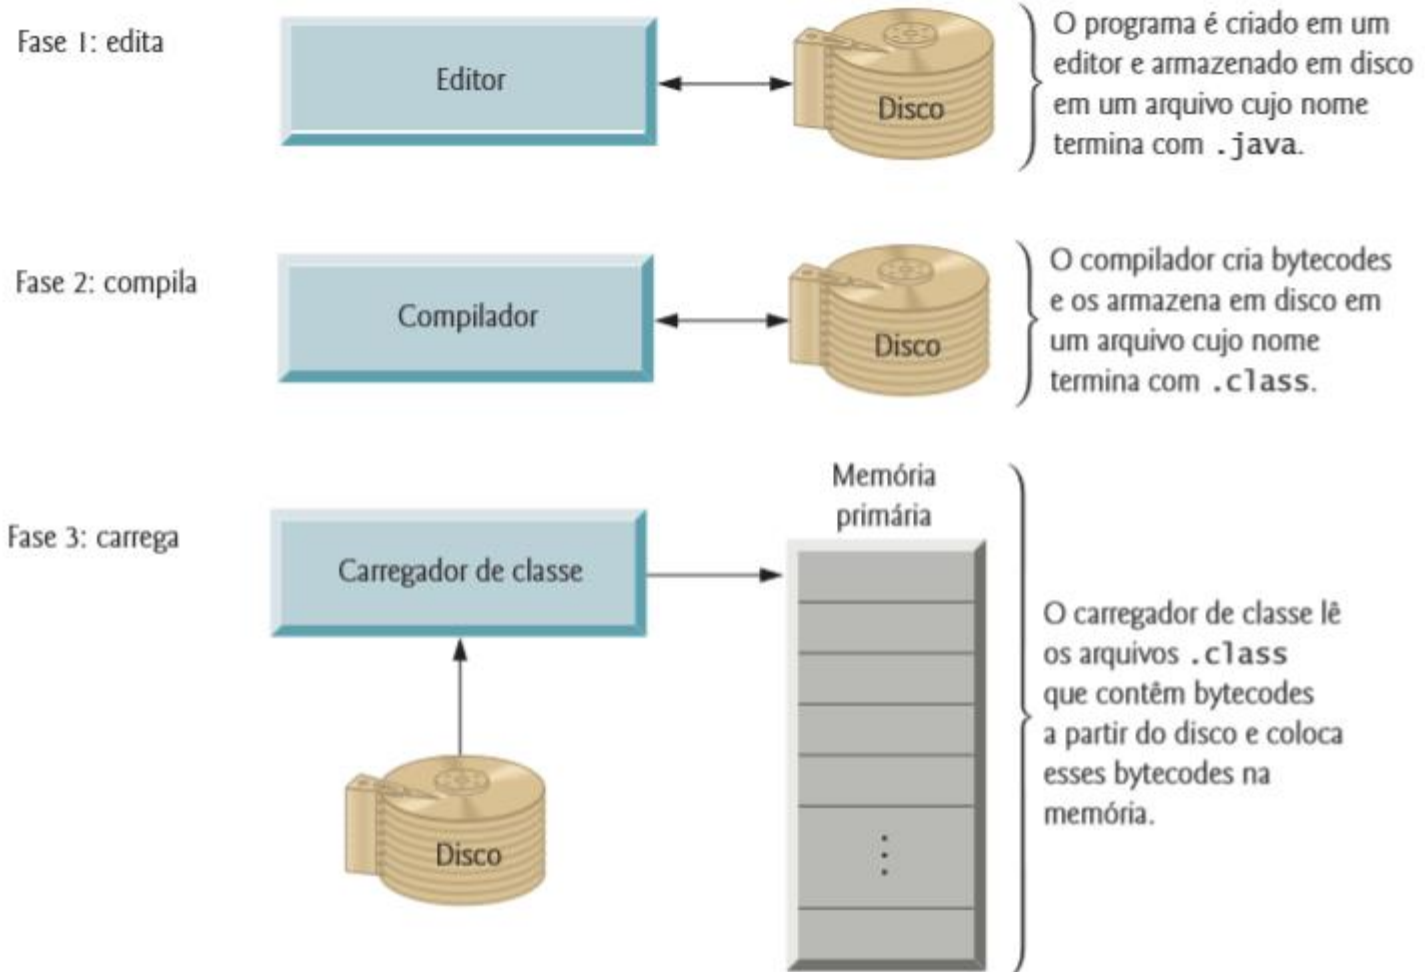 Fase 1: edita
Editor
Disco
O programa é criado em um
editor e armazenado em disco
em um arquivo cujo nome
termina com .java.
Fase 2: compila
Compilador
Disco
O compilador cria bytecodes
e os armazena em disco em
um arquivo cujo nome
termina com .class.
Fase 3: carrega
Carregador de classe
Disco
Memória
primária
O carregador de classe lê
os arquivos .class
que contêm bytecodes
a partir do disco e coloca
esses bytecodes na
memória.